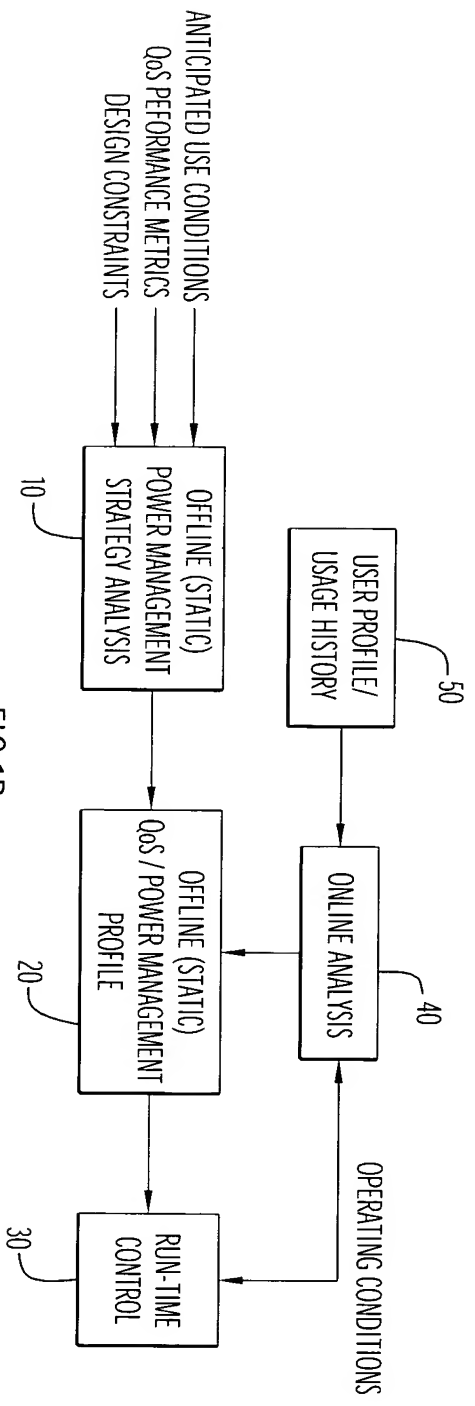 ANTICIPATED USE CONDITIONS
QoS PEFORMANCE METRICS
DESIGN CONSTRAINTS
OFFLINE (STATIC)
POWER MANAGEMENT
STRATEGY ANALYSIS
10
USER PROFILE/
USAGE HISTORY
50
ONLINE ANALYSIS
40
OFFLINE (STATIC)
QoS / POWER MANAGEMENT
PROFILE
20
OPERATING CONDITIONS
RUN-TIME
CONTROL
30